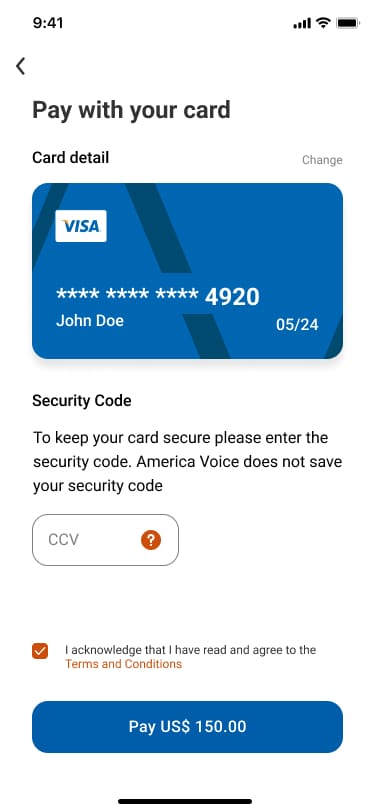 9:41
Pay with your card
Card detail
Change
VISA
**** **** **** 4920
John Doe
05/24
Security Code
To keep your card secure please enter the
security code. America Voice does not save
your security code
CCV
?
I acknowledge that I have read and agree to the
Terms and Conditions
Pay US$ 150.00